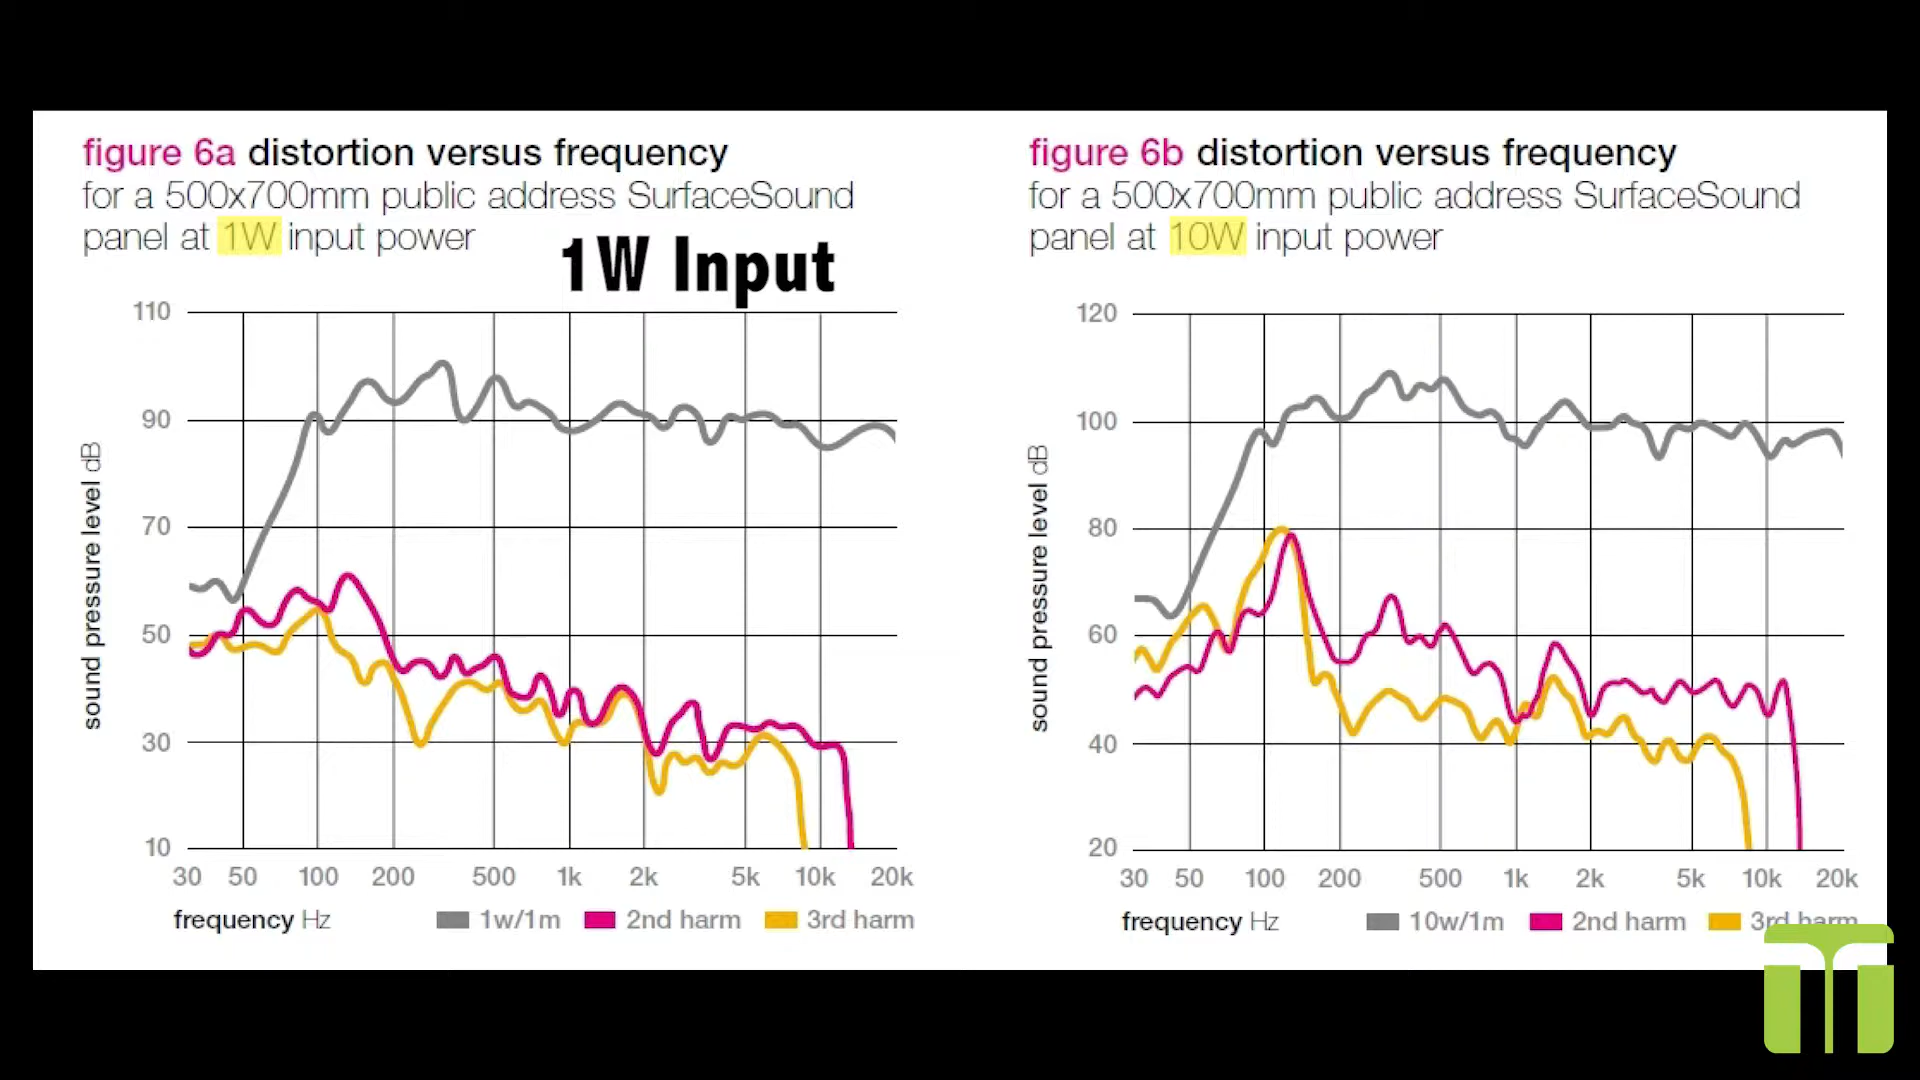 figure 6a distortion versus frequency
for a 500x700mm public address SurfaceSound
panel at 1W input power
1W Input
110
90
70
50
30
10
sound pressure level dB
30 50 100 200 500 1k 2k 5k 10k 20k
frequency Hz
1w/1m 2nd harm 3rd harm
figure 6b distortion versus frequency
for a 500x700mm public address SurfaceSound
panel at 10W input power
120
100
80
60
40
20
sound pressure level dB
30 50 100 200 500 1k 2k 5k 10k 20k
frequency Hz
10w/1m 2nd harm 3rd harm